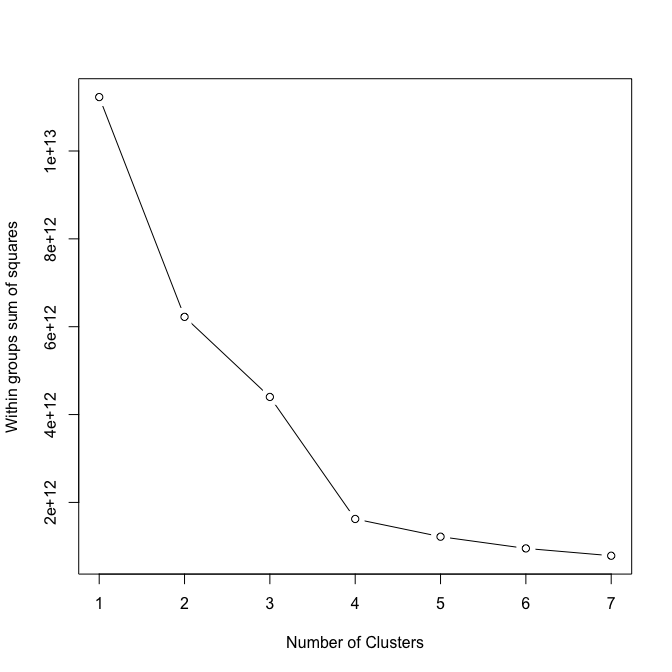 Within groups sum of squares
1e+13
8e+12
6e+12
4e+12
2e+12
1 2 3 4 5 6 7
Number of Clusters